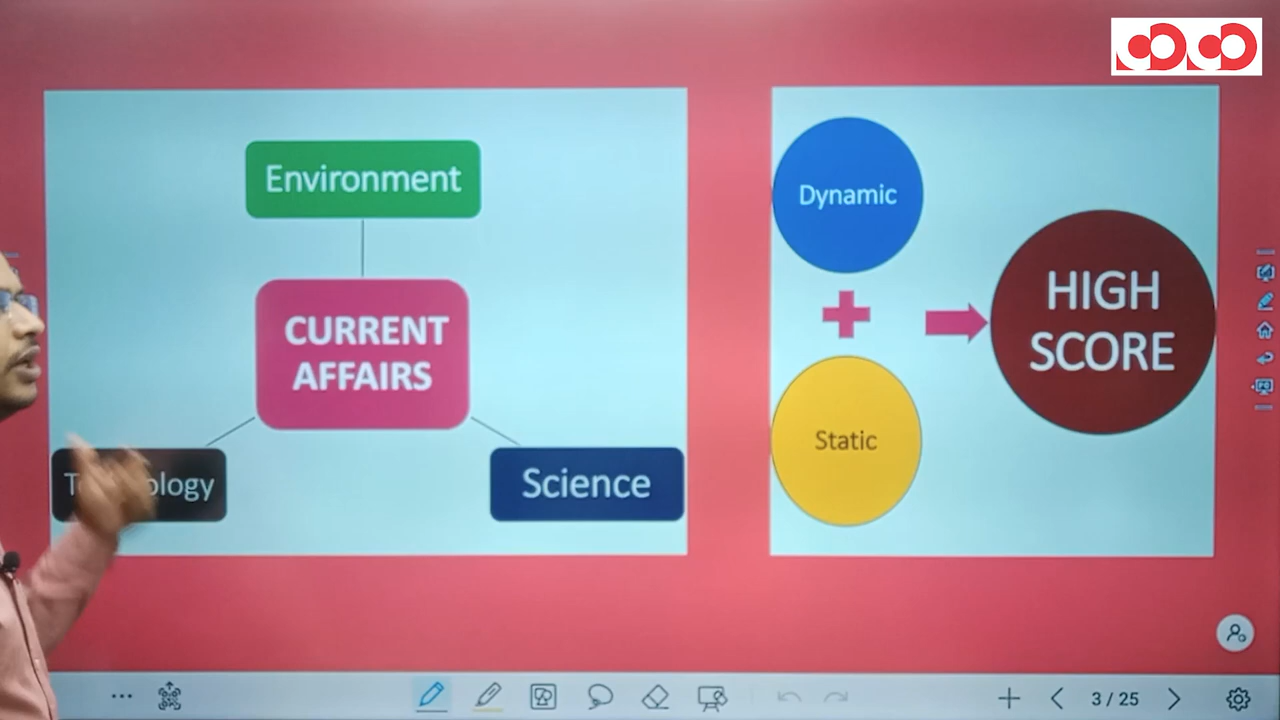 Environment
CURRENT
AFFAIRS
Science
Dynamic
Static
HIGH
SCORE
3 / 25